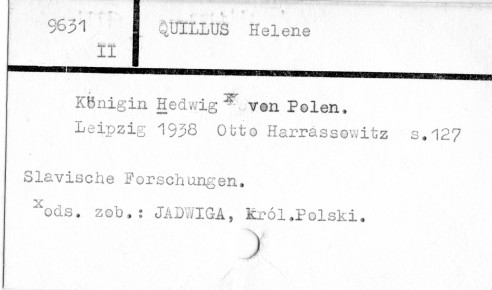 9631 QUILLUS Helene
II
Königin Hedwig x von Polen.
Leipzig 1938 Otto Harrassowitz s.127
Slavische Forschungen.
xods. zob.: JADWIGA, król.Polski.